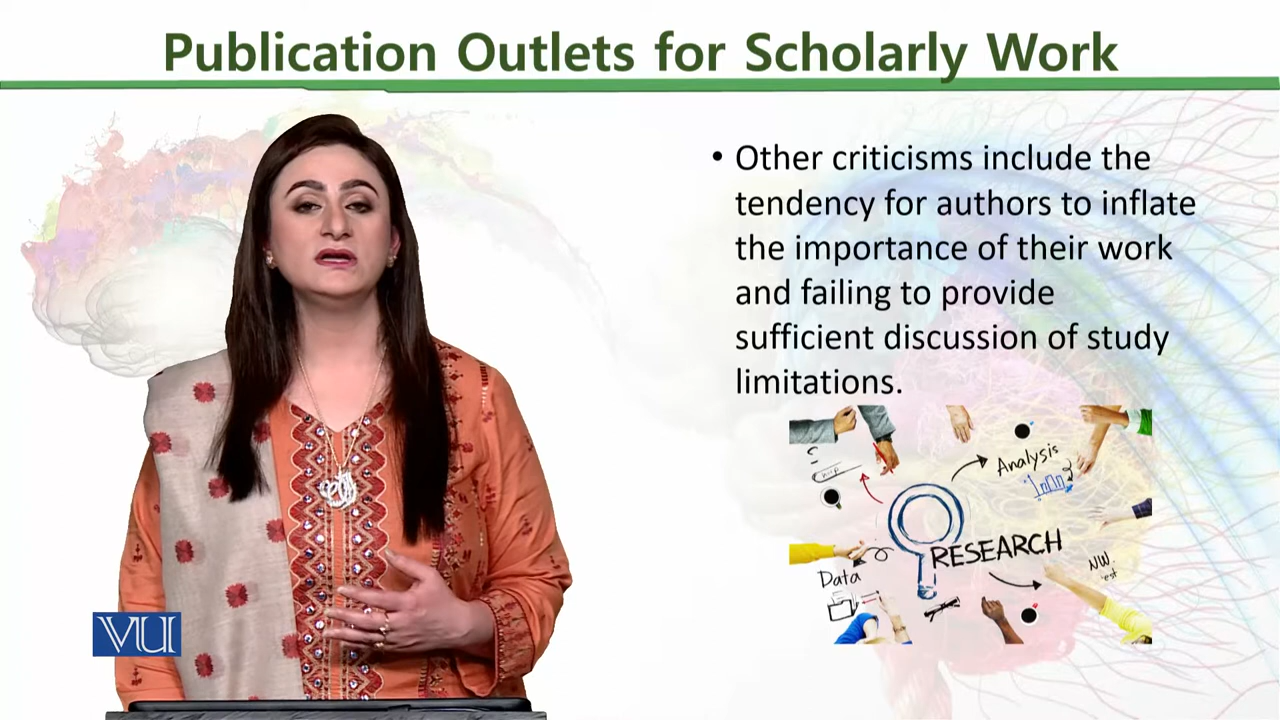 Publication Outlets for Scholarly Work
• Other criticisms include the
tendency for authors to inflate
the importance of their work
and failing to provide
sufficient discussion of study
limitations.
Analysis
RESEARCH
Data
NW.
VU